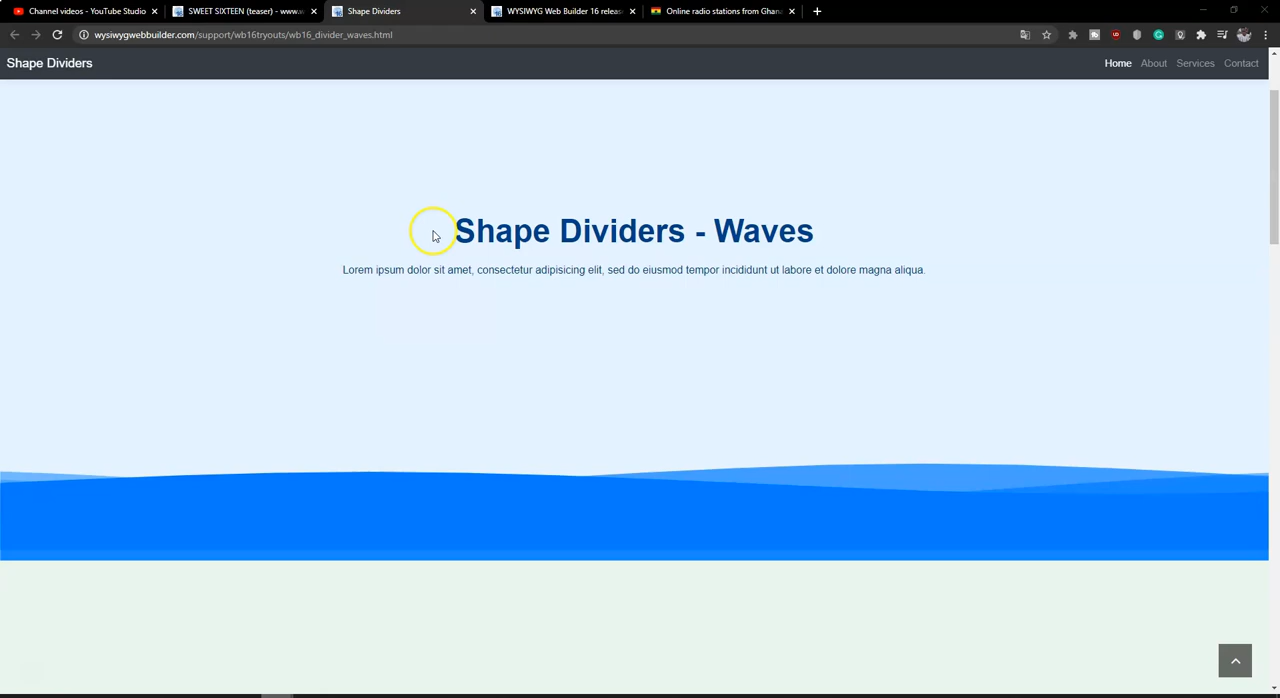 Channel videos - YouTube Studio
SWEET SIXTEEN (teaser) - www.w
Shape Dividers
WYSIWYG Web Builder 16 releas
Online radio stations from Ghana
wysiwygwebbuilder.com/support/wb16tryouts/wb16_divider_waves.html
Shape Dividers
Home About Services Contact
Shape Dividers - Waves
Lorem ipsum dolor sit amet, consectetur adipisicing elit, sed do eiusmod tempor incididunt ut labore et dolore magna aliqua.